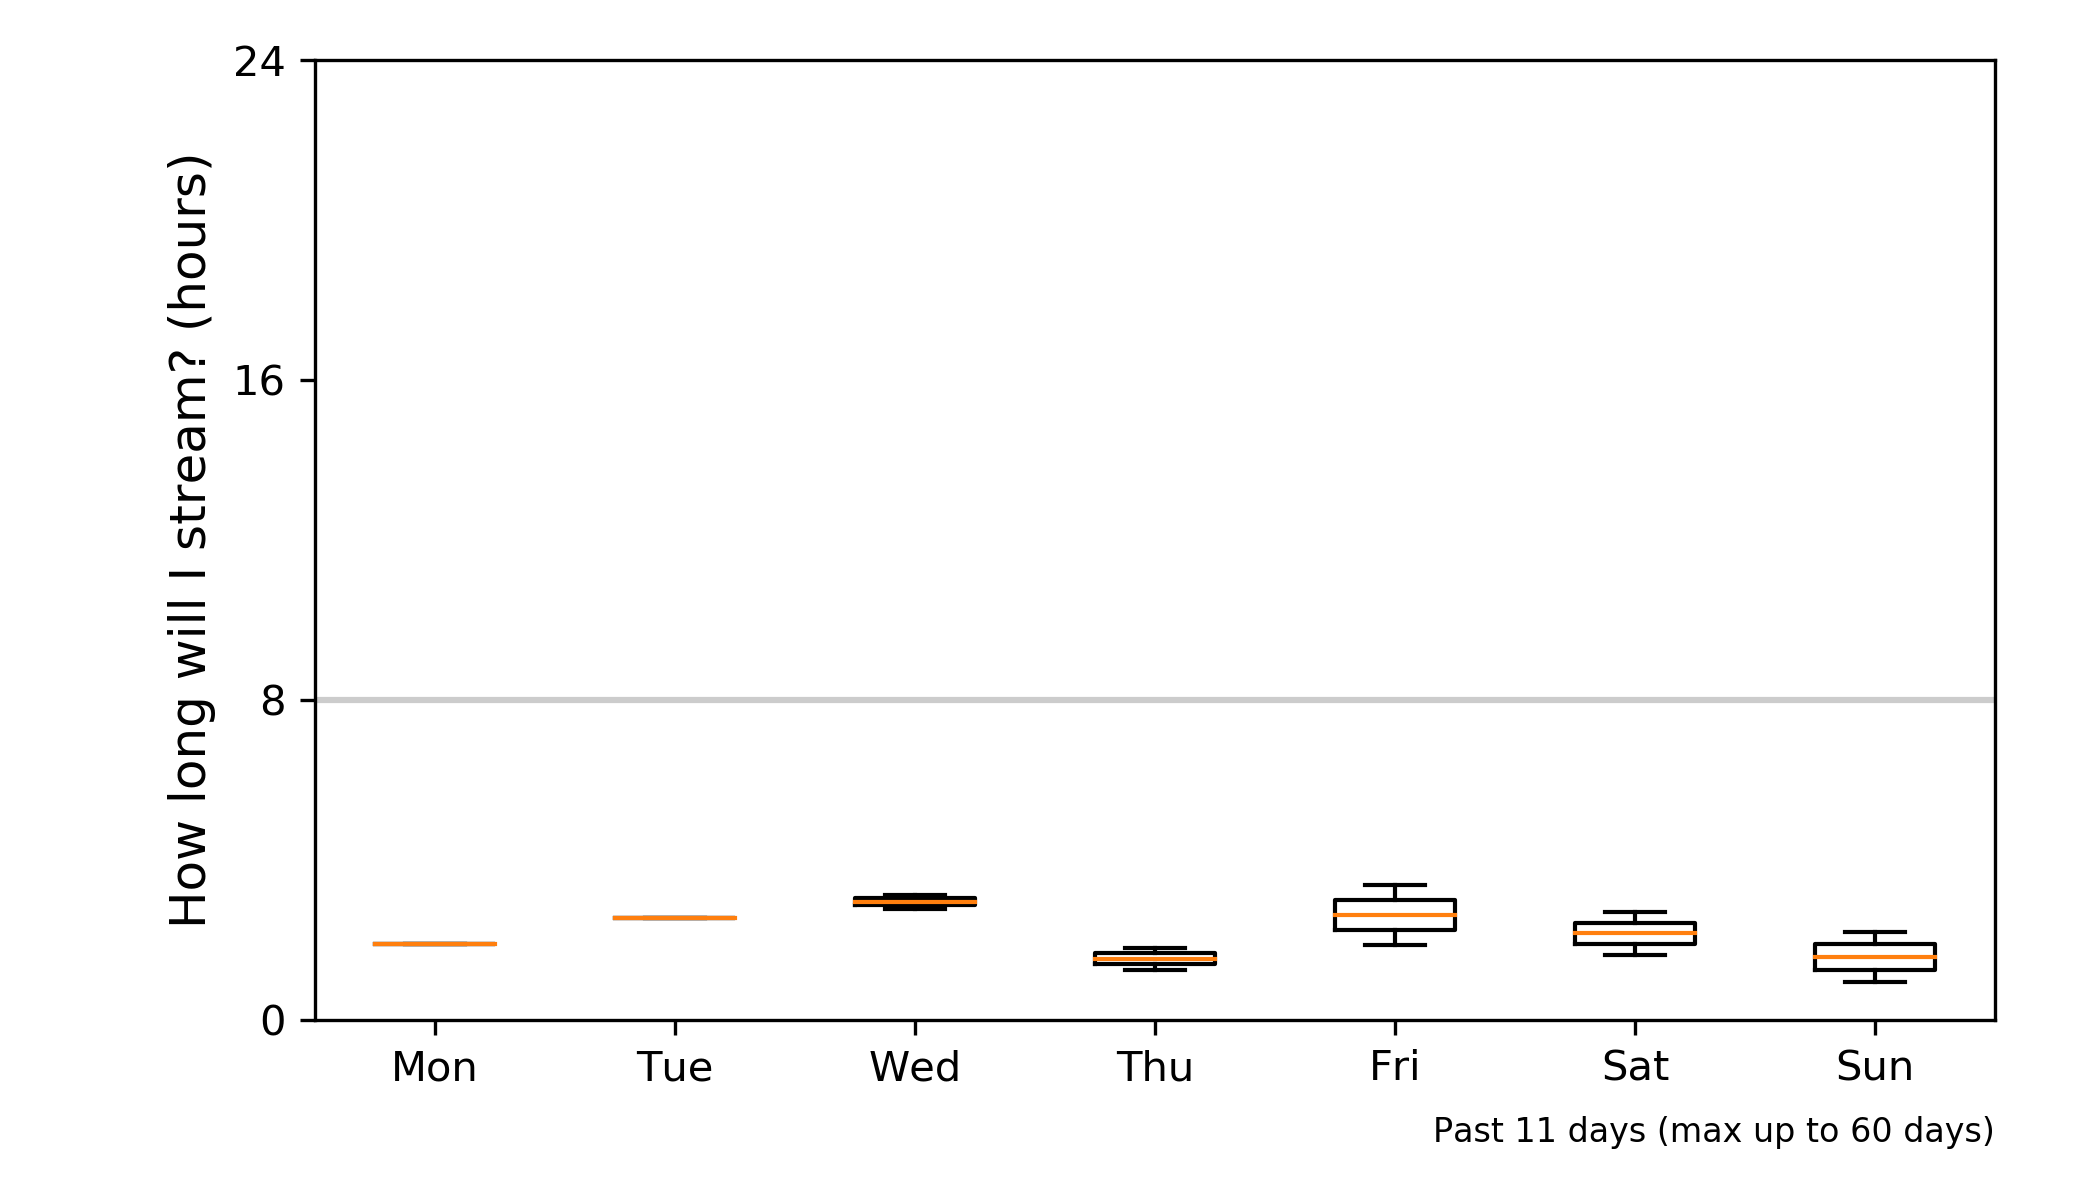 How long will I stream? (hours)
24
16
8
0
Mon Tue Wed Thu Fri Sat Sun
Past 11 days (max up to 60 days)